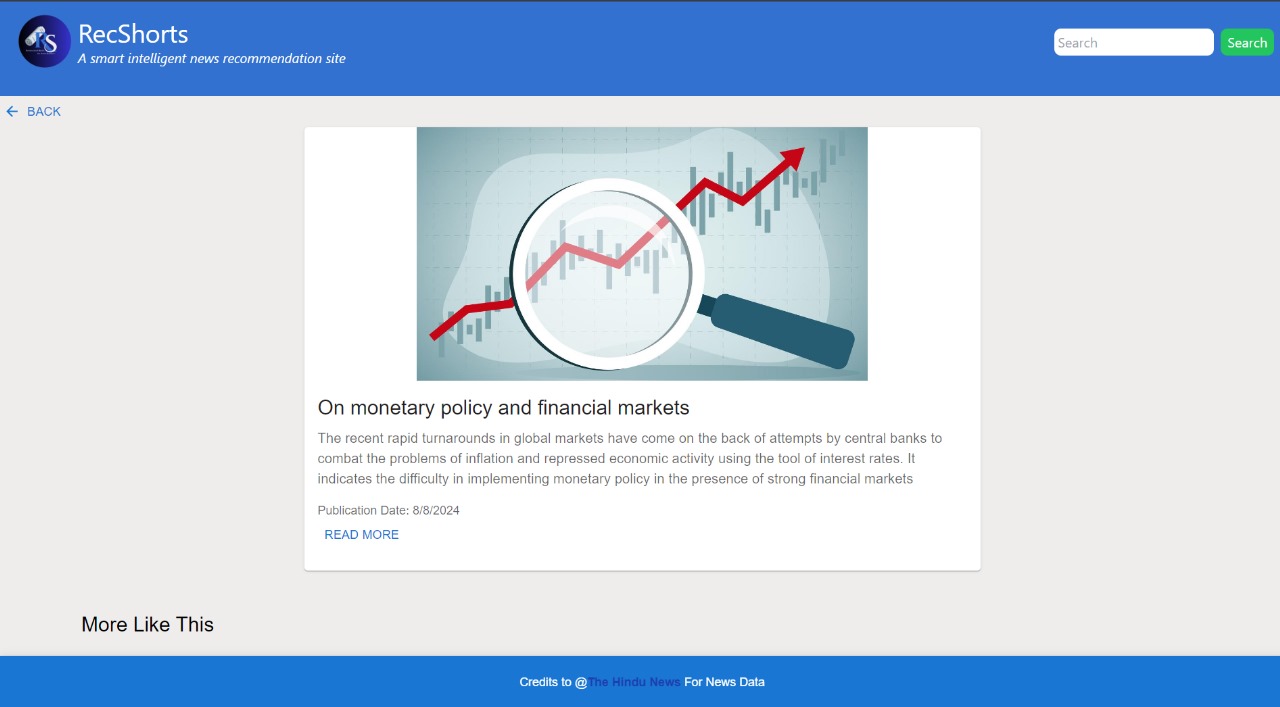 RS
RecShorts
A smart intelligent news recommendation site
Search
Search
BACK
On monetary policy and financial markets
The recent rapid turnarounds in global markets have come on the back of attempts by central banks to
combat the problems of inflation and repressed economic activity using the tool of interest rates. It
indicates the difficulty in implementing monetary policy in the presence of strong financial markets
Publication Date: 8/8/2024
READ MORE
More Like This
Credits to @The Hindu News For News Data